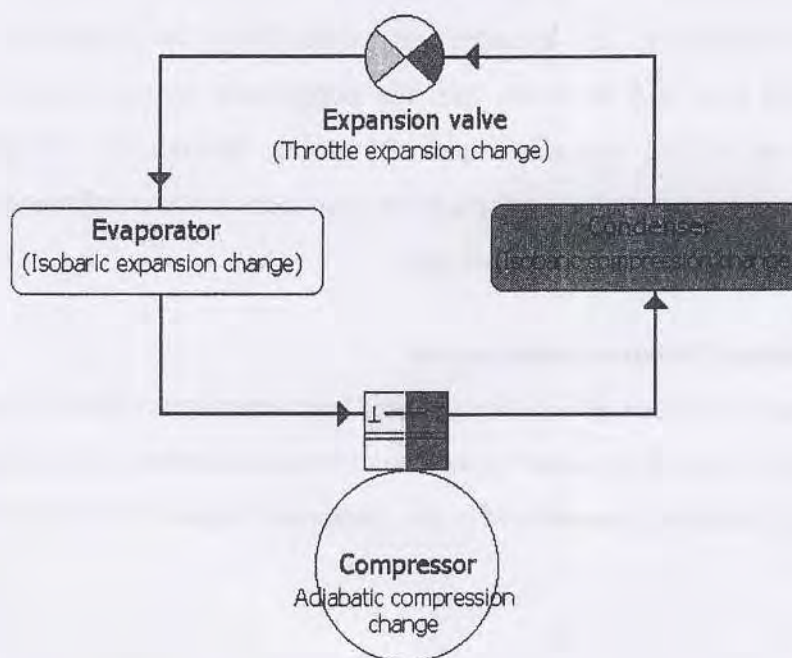 Expansion valve
(Throttle expansion change)
Evaporator
(Isobaric expansion change)
Condenser
(Isobaric compression change
Compressor
Adiabatic compression
change